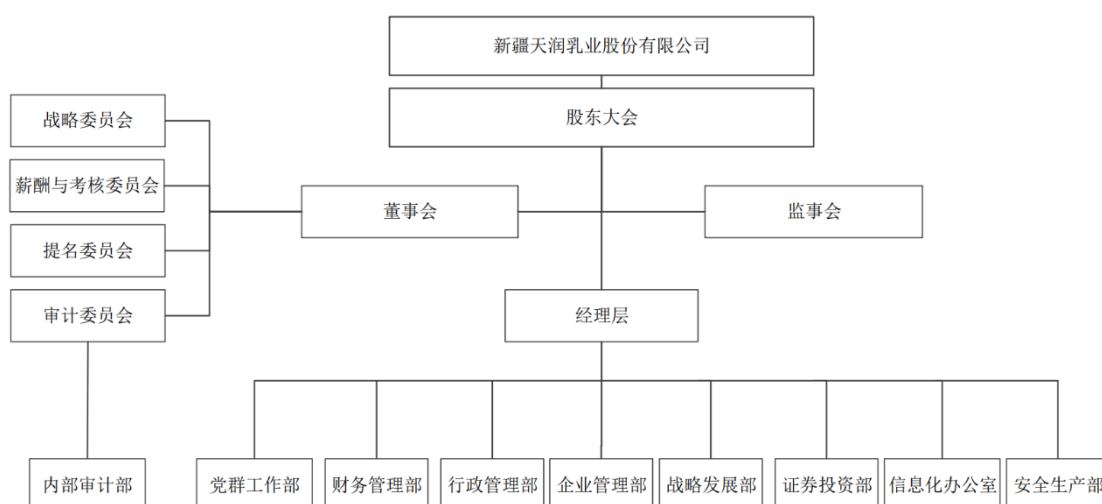 新疆天润乳业股份有限公司
股东大会
战略委员会
薪酬与考核委员会
董事会
监事会
提名委员会
审计委员会
经理层
内部审计部
党群工作部
财务管理部
行政管理部
企业管理部
战略发展部
证券投资部
信息化办公室
安全生产部